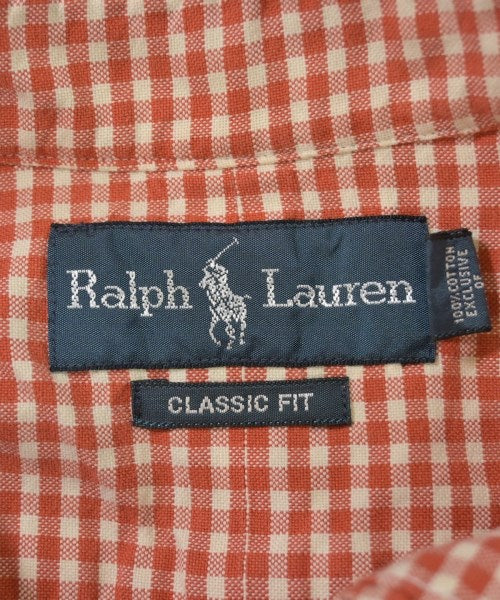 Ralph Lauren
CLASSIC FIT
100% COTTON
EXCLUSIVE
OF